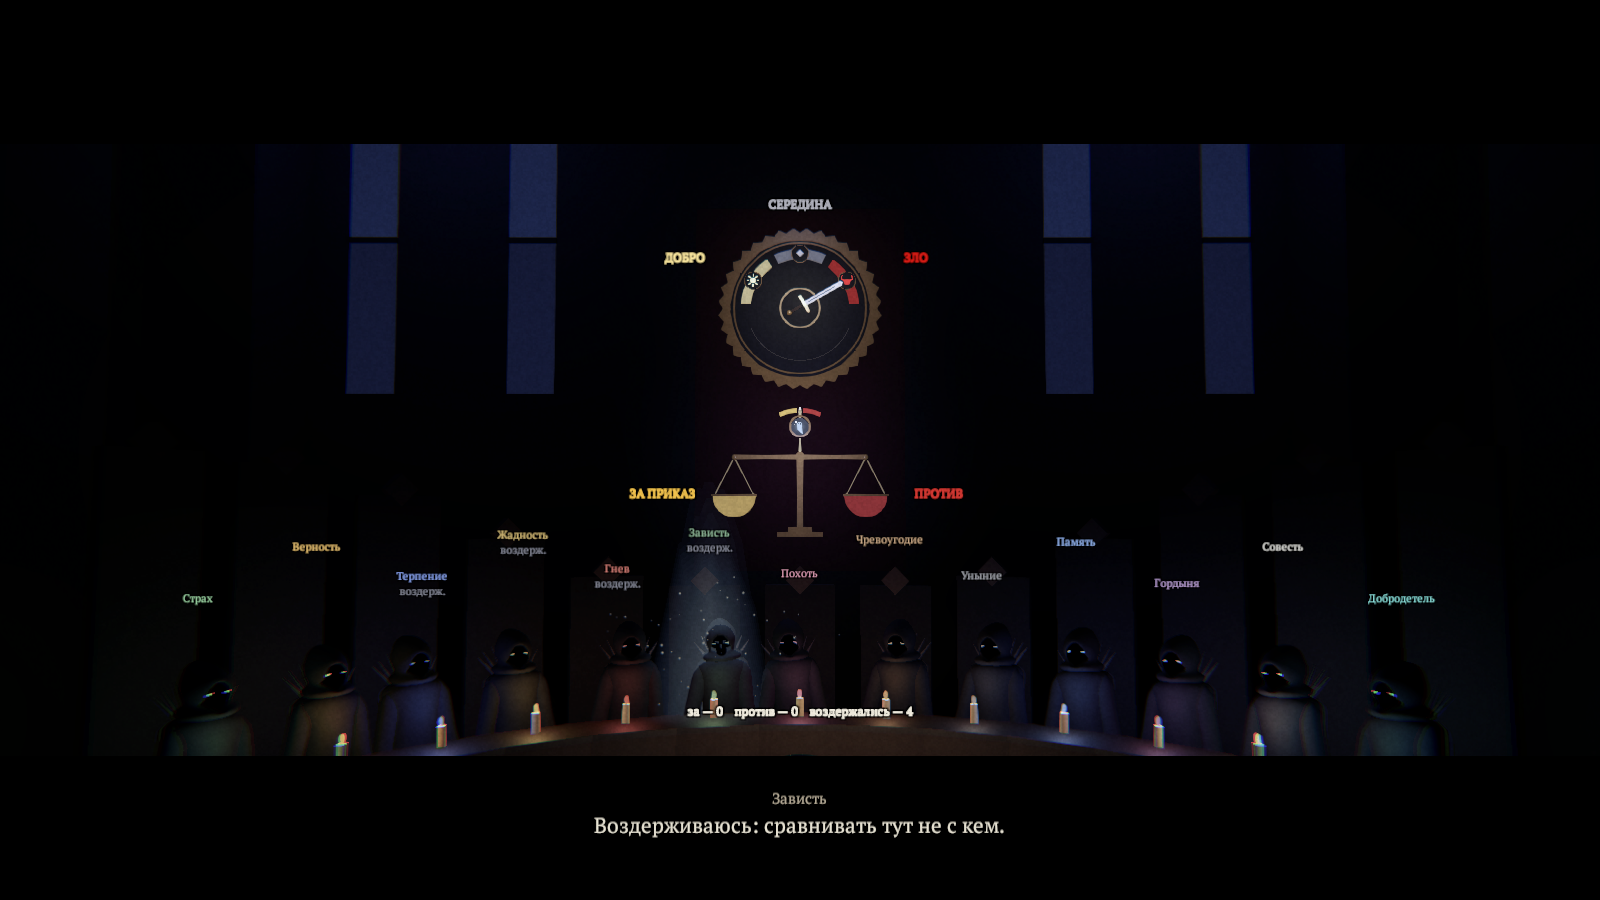 СЕРЕДИНА
ДОБРО
ЗЛО
ЗА ПРИКАЗ
ПРОТИВ
Страх
Верность
Терпение
воздерж.
Жадность
воздерж.
Гнев
воздерж.
Зависть
воздерж.
Похоть
Чревоугодие
Уныние
Память
Гордыня
Совесть
Добродетель
за — 0 против — 0 воздержались — 4
Зависть
Воздерживаюсь: сравнивать тут не с кем.